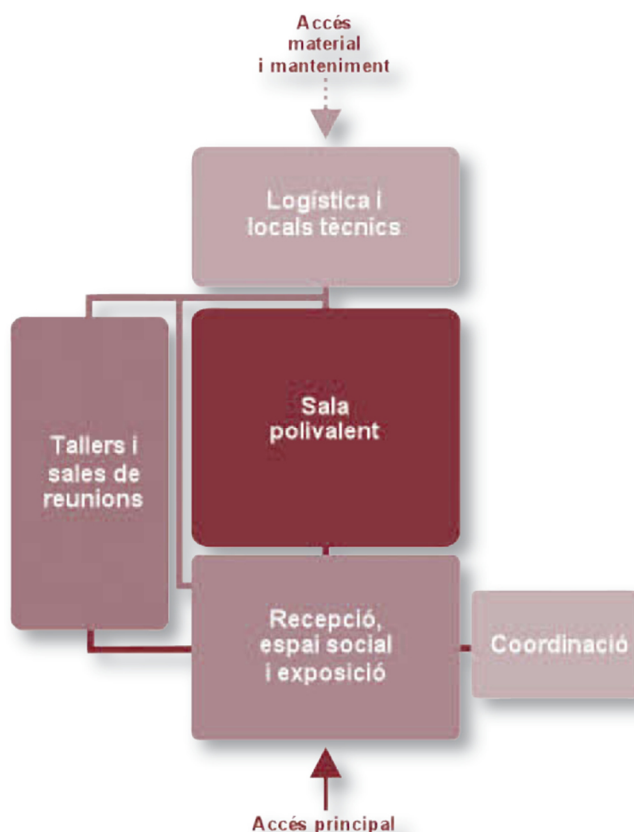 Accés
material
i manteniment
Logística i
locals tècnics
Sala
polivalent
Tallers i
sales de
reunions
Recepció,
espai social
i exposició
Coordinació
Accés principal